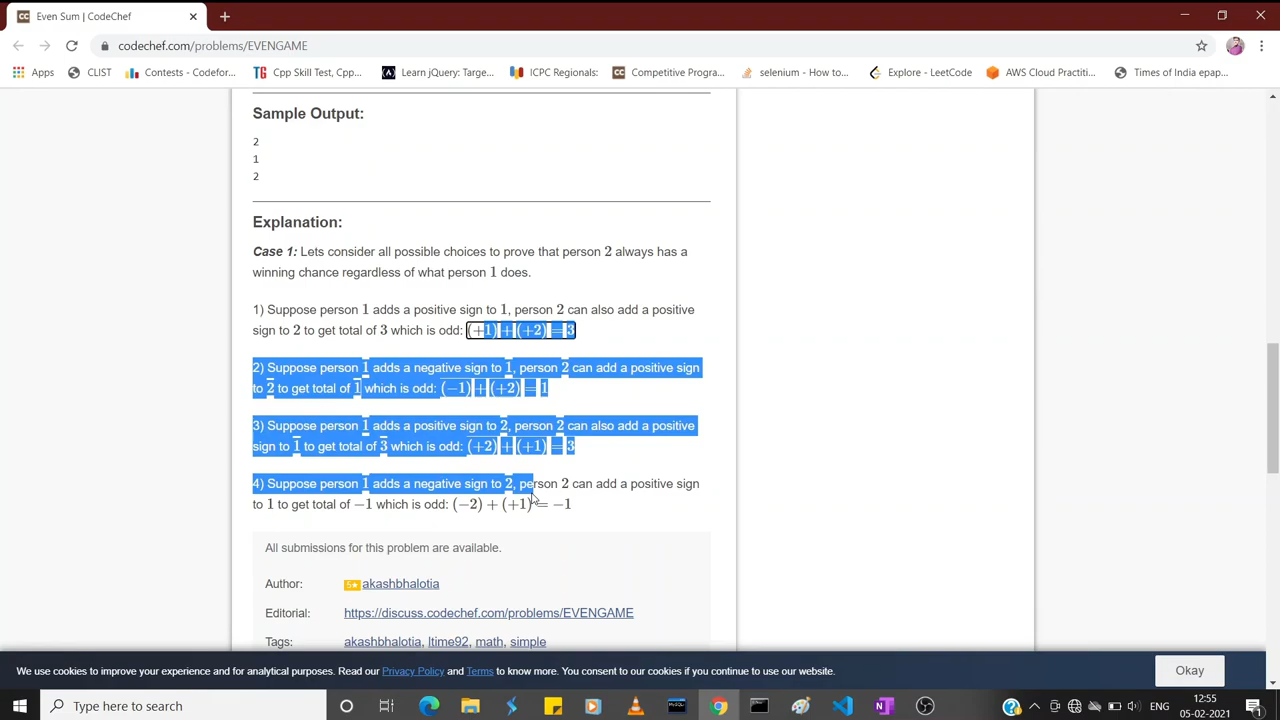 Even Sum | CodeChef
codechef.com/problems/EVENGAME
Apps CLIST Contests - Codefor... Cpp Skill Test, Cpp... Learn jQuery: Targe... ICPC Regionals: Competitive Progra... selenium - How to... Explore - LeetCode AWS Cloud Practiti... Times of India epap...
Sample Output:
2
1
2
Explanation:
Case 1: Lets consider all possible choices to prove that person 2 always has a
winning chance regardless of what person 1 does.
1) Suppose person 1 adds a positive sign to 1, person 2 can also add a positive
sign to 2 to get total of 3 which is odd: (+1) + (+2) = 3
2) Suppose person 1 adds a negative sign to 1, person 2 can add a positive sign
to 2 to get total of 1 which is odd: (−1) + (+2) = 1
3) Suppose person 1 adds a positive sign to 2, person 2 can also add a positive
sign to 1 to get total of 3 which is odd: (+2) + (+1) = 3
4) Suppose person 1 adds a negative sign to 2, person 2 can add a positive sign
to 1 to get total of −1 which is odd: (−2) + (+1) = −1
All submissions for this problem are available.
Author: 5★ akashbhalotia
Editorial: https://discuss.codechef.com/problems/EVENGAME
Tags: akashbhalotia, ltime92, math, simple
We use cookies to improve your experience and for analytical purposes. Read our Privacy Policy and Terms to know more. You consent to our cookies if you continue to use our website.
Okay
Type here to search
ENG
12:55
05-02-2021